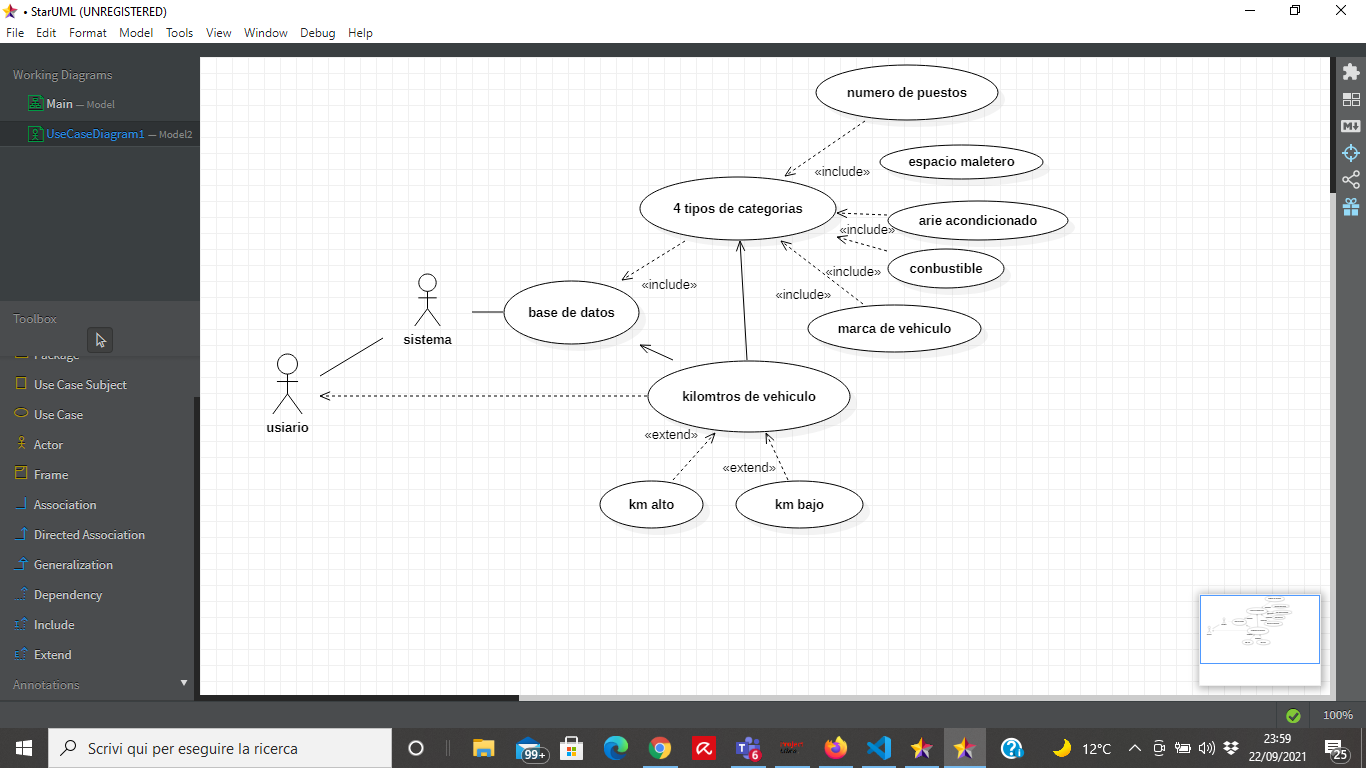 • StarUML (UNREGISTERED)
File Edit Format Model Tools View Window Debug Help
Working Diagrams
Main — Model
UseCaseDiagram1 — Model2
Toolbox
Package
Use Case Subject
Use Case
Actor
Frame
Association
Directed Association
Generalization
Dependency
Include
Extend
Annotations
numero de puestos
espacio maletero
«include»
4 tipos de categorias
arie acondicionado
«include»
conbustible
«include»
«include»
«include»
base de datos
marca de vehiculo
sistema
kilomtros de vehiculo
usiario
«extend»
«extend»
km alto
km bajo
M↓
100%
Scrivi qui per eseguire la ricerca
99+
6
12°C
23:59
22/09/2021
25